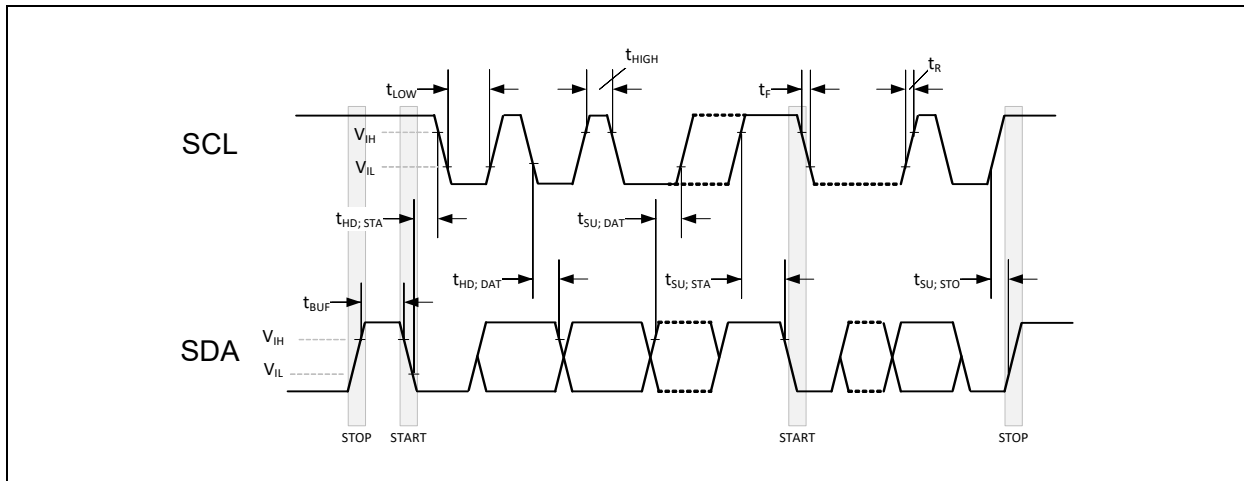 tHIGH
tR
tLOW
tF
SCL
VIH
VIL
tHD; STA
tSU; DAT
tHD; DAT
tSU; STA
tSU; STO
tBUF
SDA
VIH
VIL
STOP
START
START
STOP